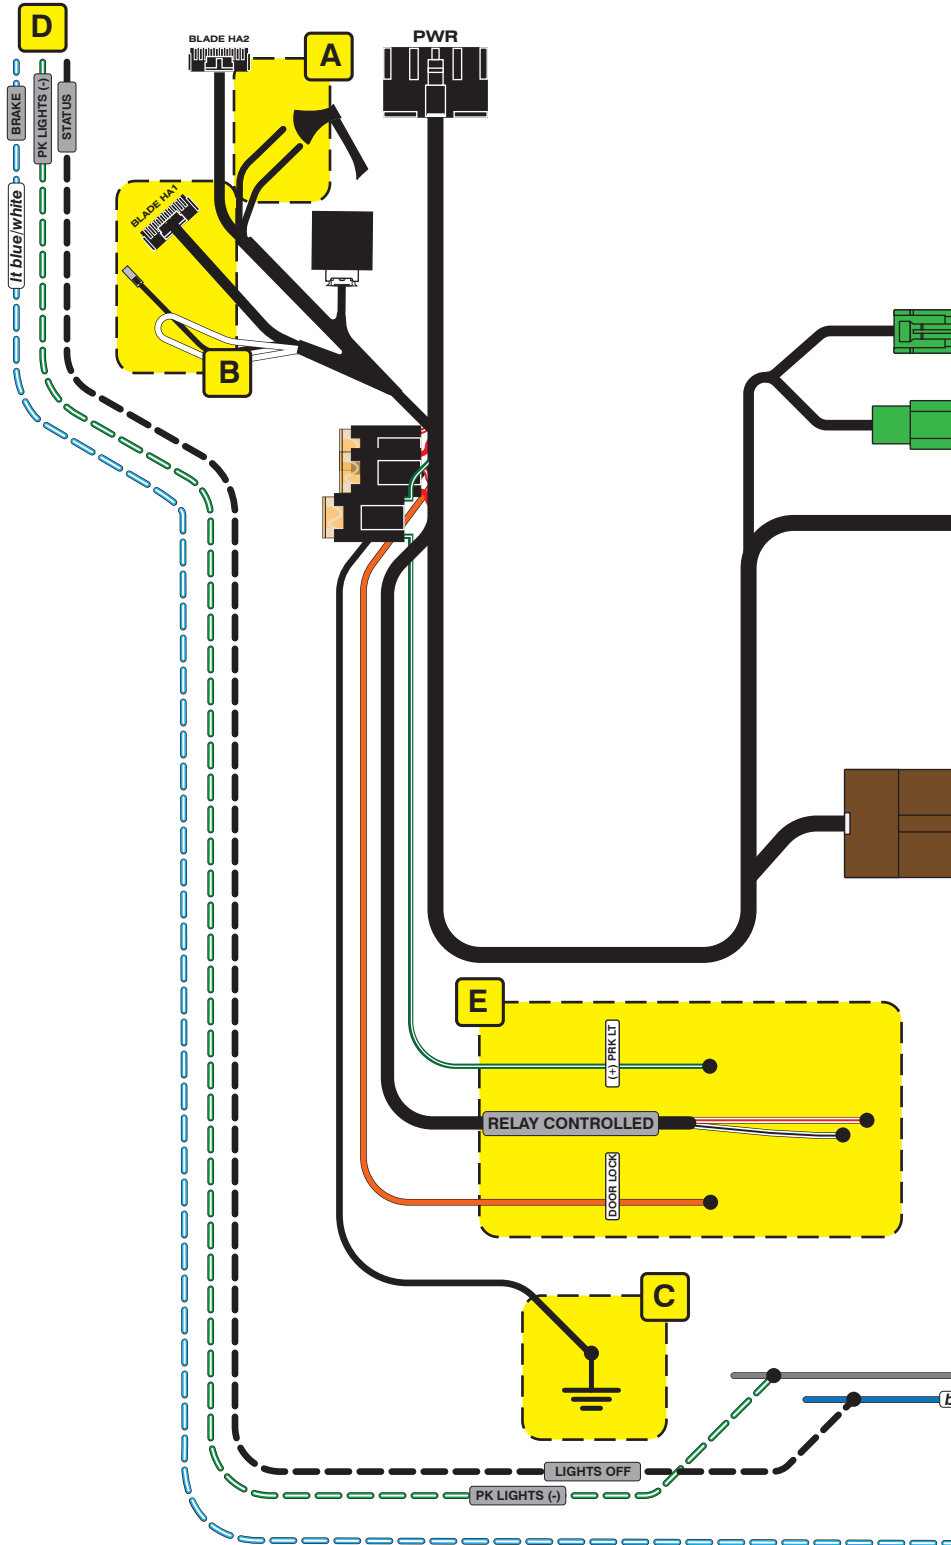 D
BLADE HA2
A
PWR
BRAKE
PK LIGHTS (-)
STATUS
lt blue/white
BLADE HA1
B
E
(+) PRK LT
RELAY CONTROLLED
DOOR LOCK
C
b
LIGHTS OFF
PK LIGHTS (-)